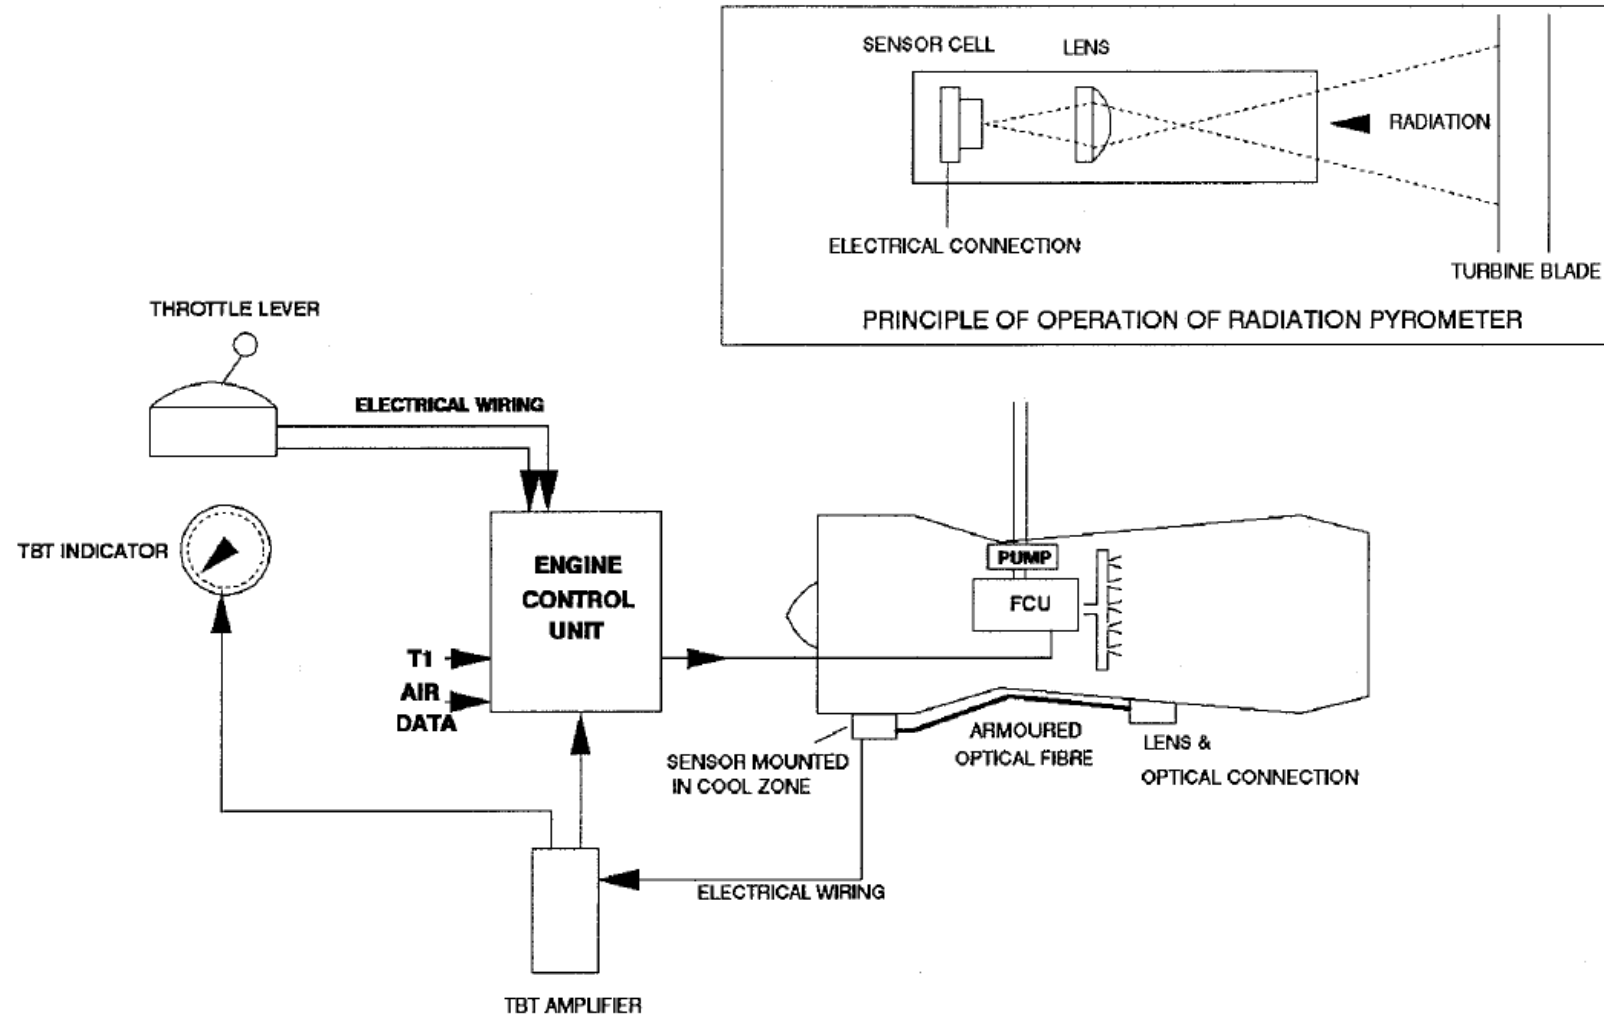 SENSOR CELL
LENS
RADIATION
ELECTRICAL CONNECTION
TURBINE BLADE
PRINCIPLE OF OPERATION OF RADIATION PYROMETER
THROTTLE LEVER
ELECTRICAL WIRING
TBT INDICATOR
ENGINE
CONTROL
UNIT
T1
AIR
DATA
PUMP
FCU
SENSOR MOUNTED
IN COOL ZONE
ARMOURED
OPTICAL FIBRE
LENS &
OPTICAL CONNECTION
ELECTRICAL WIRING
TBT AMPLIFIER